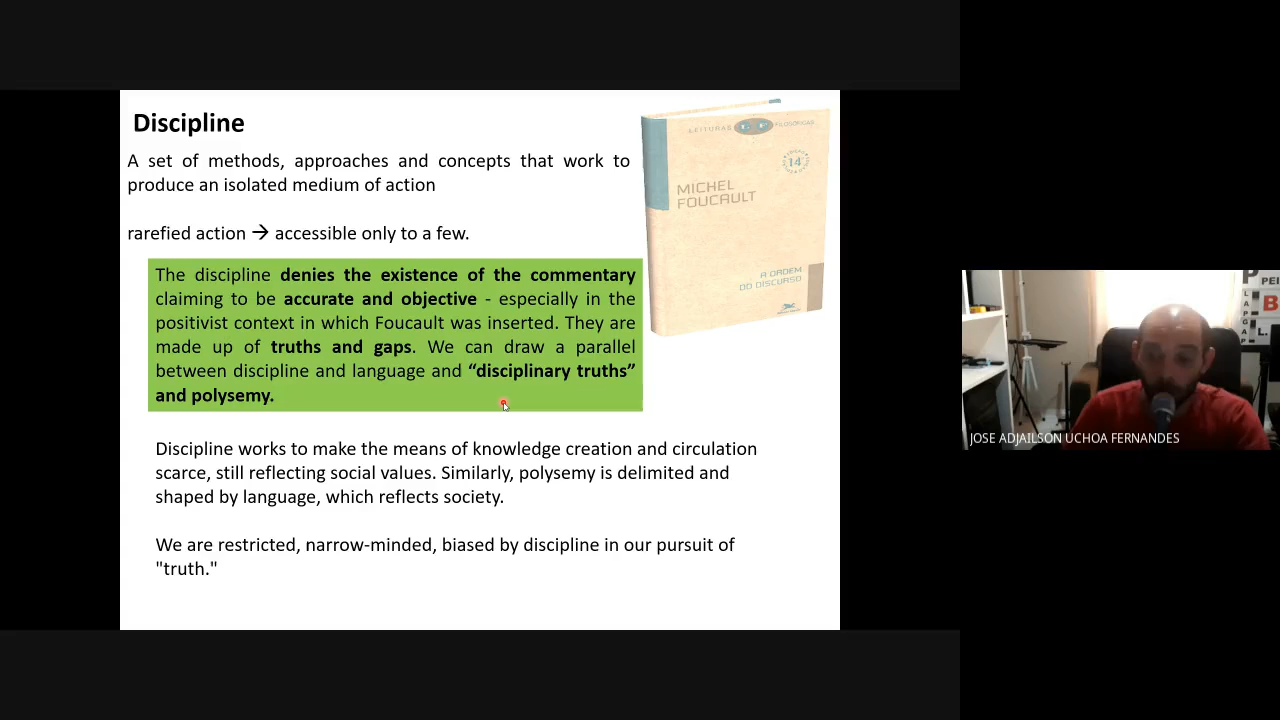 Discipline
A set of methods, approaches and concepts that work to
produce an isolated medium of action
rarefied action → accessible only to a few.
The discipline denies the existence of the commentary
claiming to be accurate and objective - especially in the
positivist context in which Foucault was inserted. They are
made up of truths and gaps. We can draw a parallel
between discipline and language and “disciplinary truths”
and polysemy.
Discipline works to make the means of knowledge creation and circulation
scarce, still reflecting social values. Similarly, polysemy is delimited and
shaped by language, which reflects society.
We are restricted, narrow-minded, biased by discipline in our pursuit of
"truth."
LEITURAS FILOSÓFICAS
14ª
MICHEL
FOUCAULT
A ORDEM
DO DISCURSO
P PEI
L A P G A P
B
L.
JOSE ADJAILSON UCHOA FERNANDES